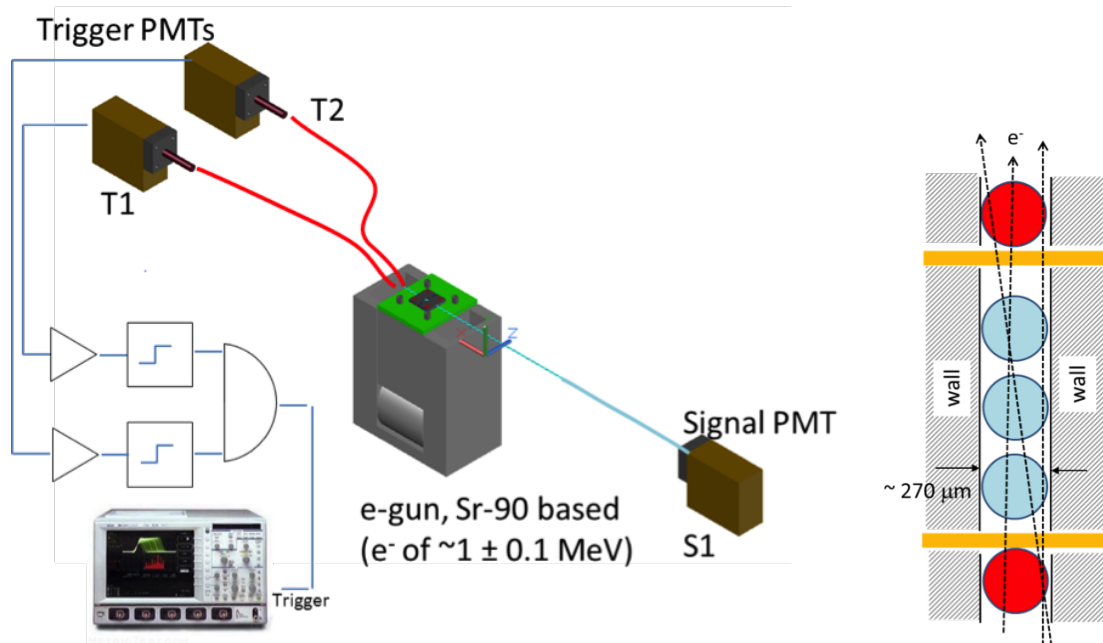 Trigger PMTs
T2
T1
X
Z
Signal PMT
e-gun, Sr-90 based
(e⁻ of ~1 ± 0.1 MeV)
S1
Trigger
e⁻
wall
wall
~ 270 µm